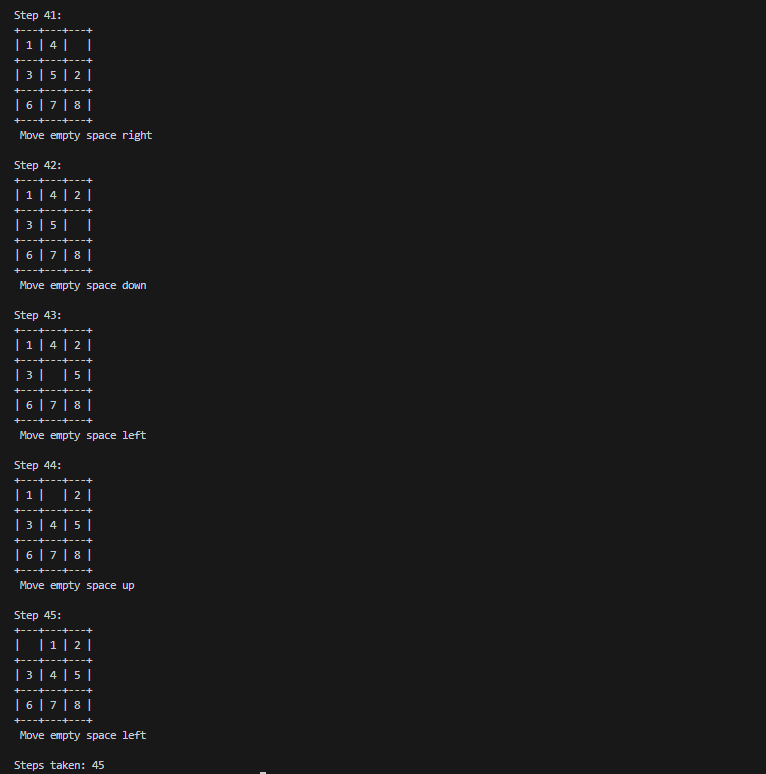 Step 41:
+---+---+---+
| 1 | 4 |   |
+---+---+---+
| 3 | 5 | 2 |
+---+---+---+
| 6 | 7 | 8 |
+---+---+---+
 Move empty space right

Step 42:
+---+---+---+
| 1 | 4 | 2 |
+---+---+---+
| 3 | 5 |   |
+---+---+---+
| 6 | 7 | 8 |
+---+---+---+
 Move empty space down

Step 43:
+---+---+---+
| 1 | 4 | 2 |
+---+---+---+
| 3 |   | 5 |
+---+---+---+
| 6 | 7 | 8 |
+---+---+---+
 Move empty space left

Step 44:
+---+---+---+
| 1 |   | 2 |
+---+---+---+
| 3 | 4 | 5 |
+---+---+---+
| 6 | 7 | 8 |
+---+---+---+
 Move empty space up

Step 45:
+---+---+---+
|   | 1 | 2 |
+---+---+---+
| 3 | 4 | 5 |
+---+---+---+
| 6 | 7 | 8 |
+---+---+---+
 Move empty space left

Steps taken: 45